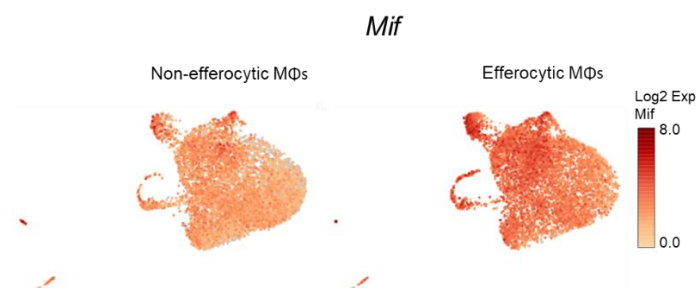 Mif
Non-efferocytic MΦs
Efferocytic MΦs
Log2 Exp
Mif
8.0
0.0